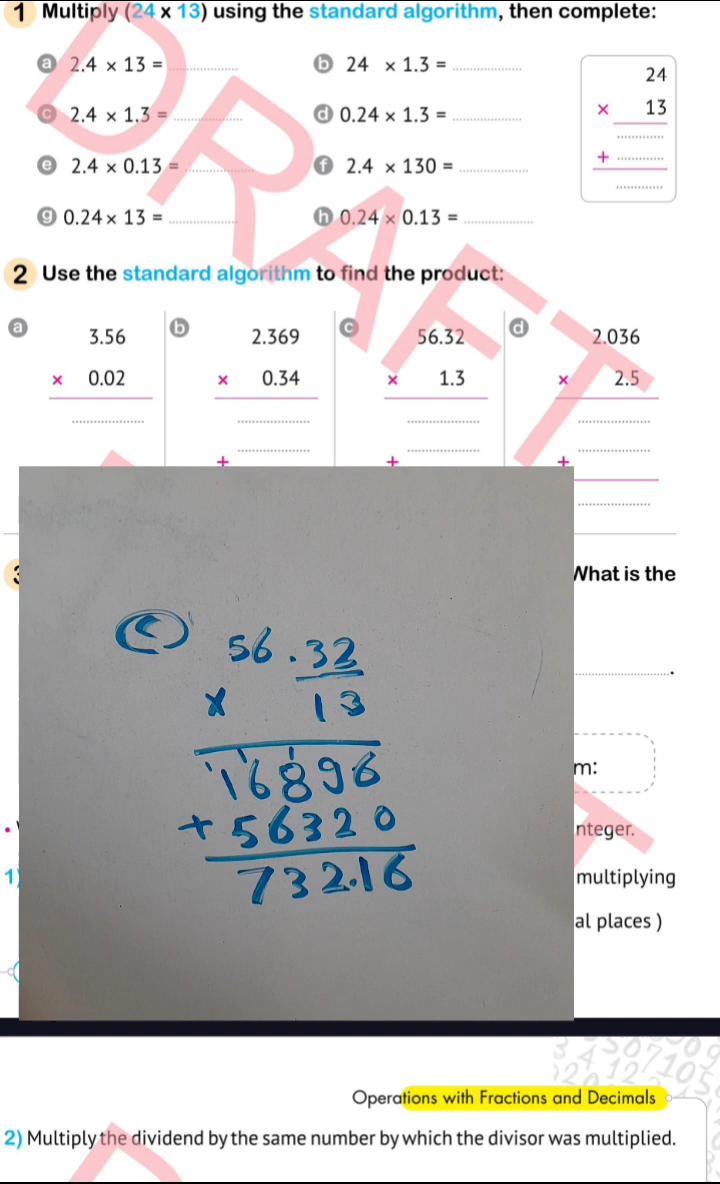 1 Multiply (24 x 13) using the standard algorithm, then complete:
a 2.4 × 13 = ............... b 24 × 1.3 = ...............
24
c 2.4 × 1.3 = ............... d 0.24 × 1.3 = ...............
× 13
e 2.4 × 0.13 = ............... f 2.4 × 130 = ...............
+
g 0.24 × 13 = ............... h 0.24 × 0.13 = ...............
2 Use the standard algorithm to find the product:
a 3.56
× 0.02
b 2.369
× 0.34
+
c 56.32
× 1.3
+
d 2.036
× 2.5
+
DRAFT
3
What is the
.
C 56.32
x 13
16896
+ 56320
732.16
m:
nteger.
1) multiplying
al places )
Operations with Fractions and Decimals
2) Multiply the dividend by the same number by which the divisor was multiplied.